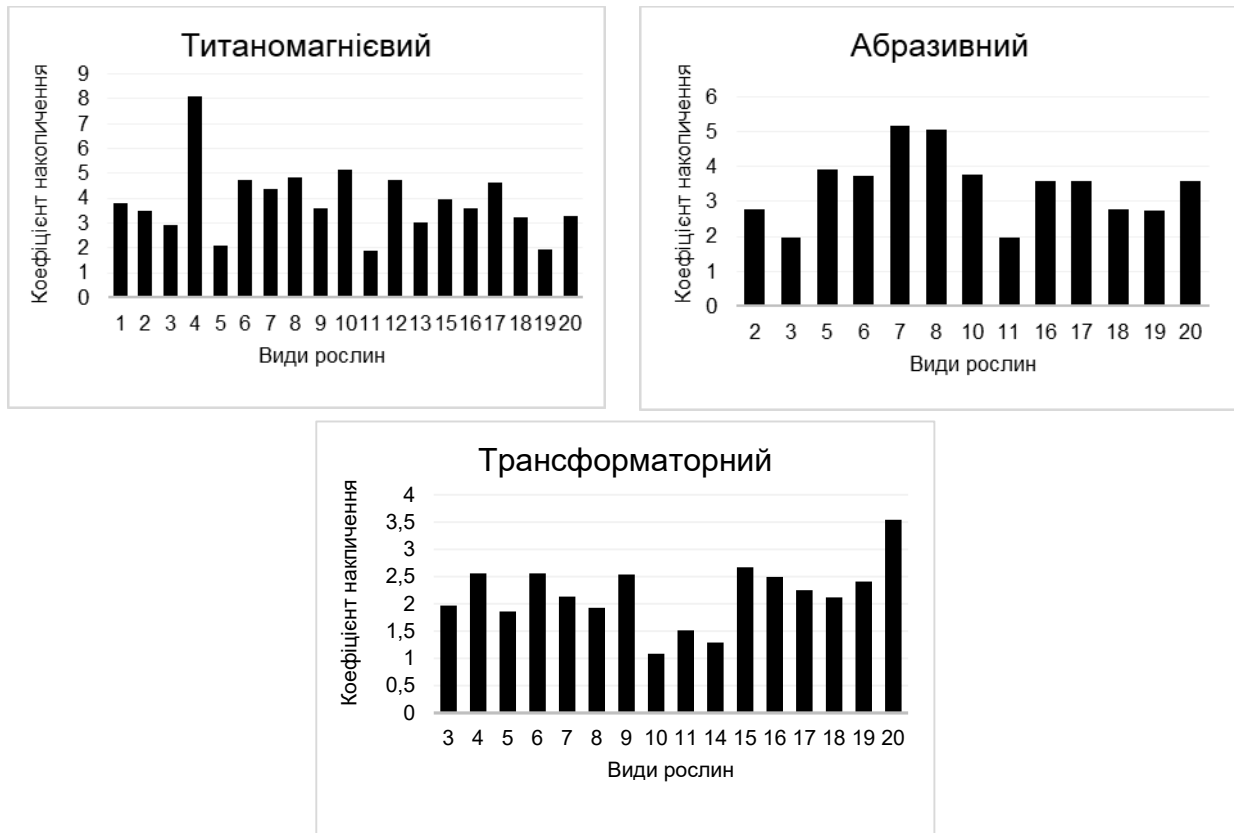 Титаномагнієвий
Коефіцієнт накопичення
9
8
7
6
5
4
3
2
1
0
1 2 3 4 5 6 7 8 9 10 11 12 13 15 16 17 18 19 20
Види рослин
Абразивний
Коефіцієнт накопичення
6
5
4
3
2
1
0
2 3 5 6 7 8 10 11 16 17 18 19 20
Види рослин
Трансформаторний
Коефіцієнт накпичення
4
3,5
3
2,5
2
1,5
1
0,5
0
3 4 5 6 7 8 9 10 11 14 15 16 17 18 19 20
Види рослин